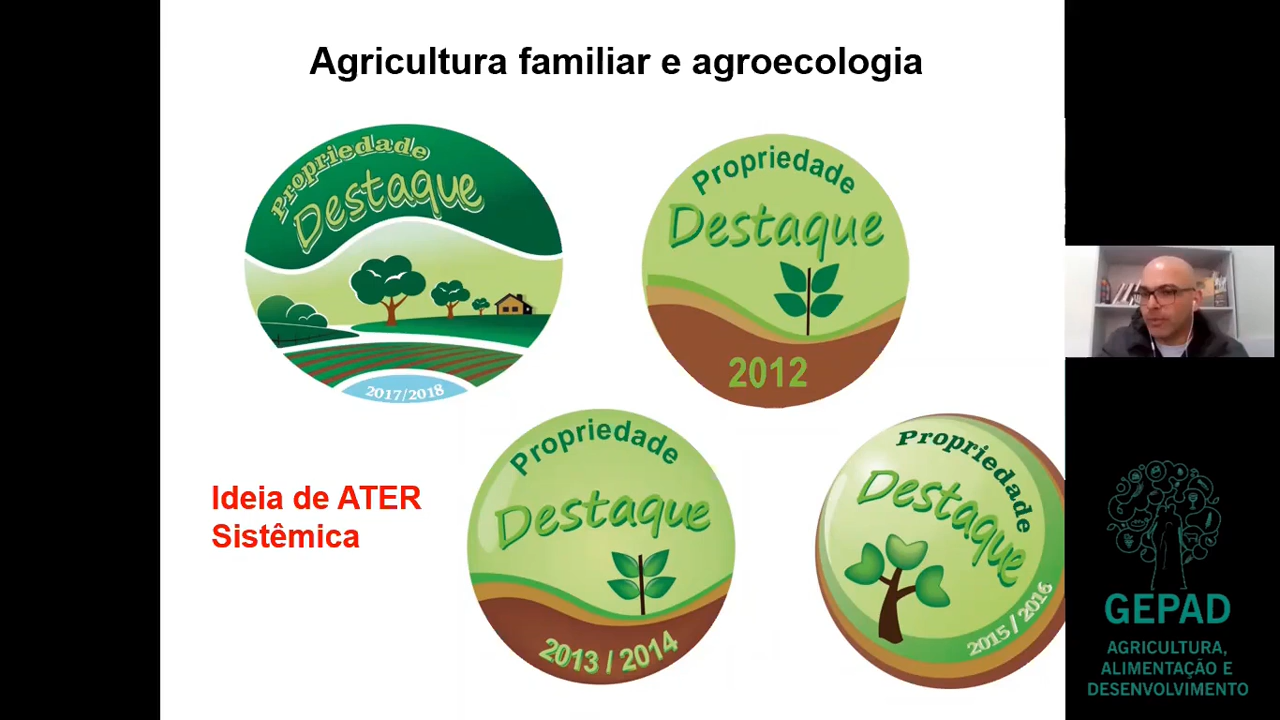 Agricultura familiar e agroecologia
Propriedade
Destaque
2017/2018
Propriedade
Destaque
2012
Ideia de ATER
Sistêmica
Propriedade
Destaque
2013 / 2014
Propriedade
Destaque
2015 / 2016
GEPAD
AGRICULTURA,
ALIMENTAÇÃO E
DESENVOLVIMENTO